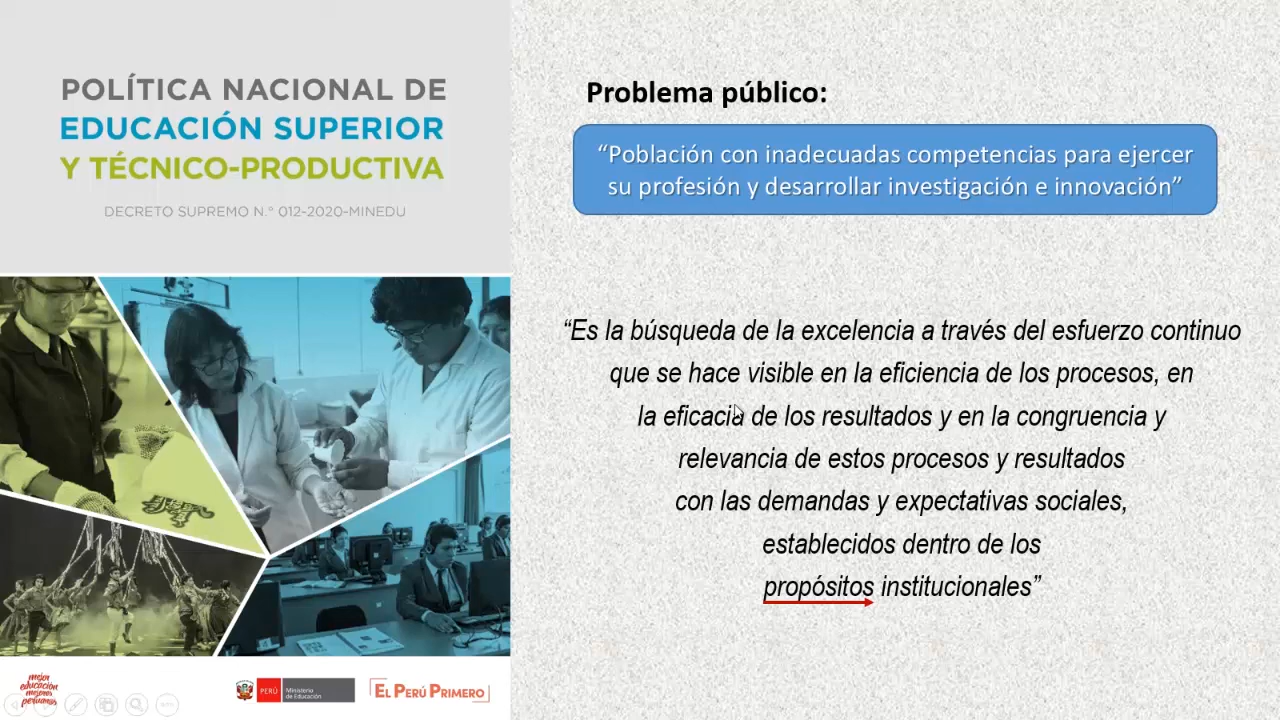 POLÍTICA NACIONAL DE
EDUCACIÓN SUPERIOR
Y TÉCNICO-PRODUCTIVA
DECRETO SUPREMO N.° 012-2020-MINEDU
mejor
educación
mejores
peruanos
PERÚ
Ministerio
de Educación
EL PERÚ PRIMERO
Problema público:
“Población con inadecuadas competencias para ejercer
su profesión y desarrollar investigación e innovación”
“Es la búsqueda de la excelencia a través del esfuerzo continuo
que se hace visible en la eficiencia de los procesos, en
la eficacia de los resultados y en la congruencia y
relevancia de estos procesos y resultados
con las demandas y expectativas sociales,
establecidos dentro de los
propósitos institucionales”